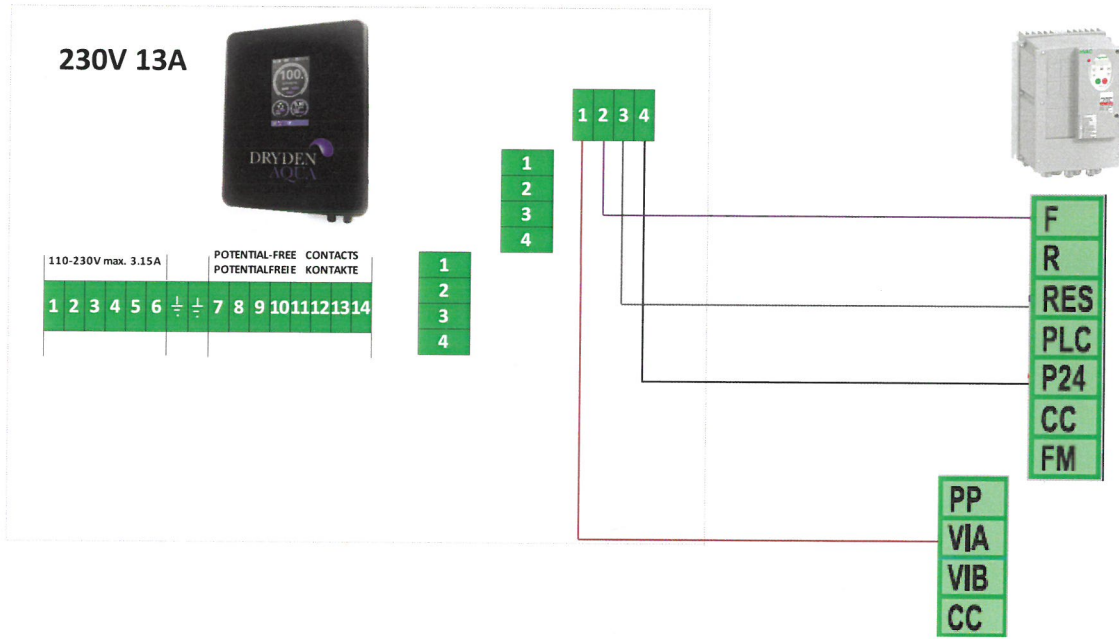 230V 13A
100.
DRYDEN
AQUA
1 2 3 4
1
2
3
4
110-230V max. 3.15A
POTENTIAL-FREE CONTACTS
POTENTIALFREIE KONTAKTE
1 2 3 4 5 6 7 8 9 10 11 12 13 14
1
2
3
4
F
R
RES
PLC
P24
CC
FM
PP
VIA
VIB
CC